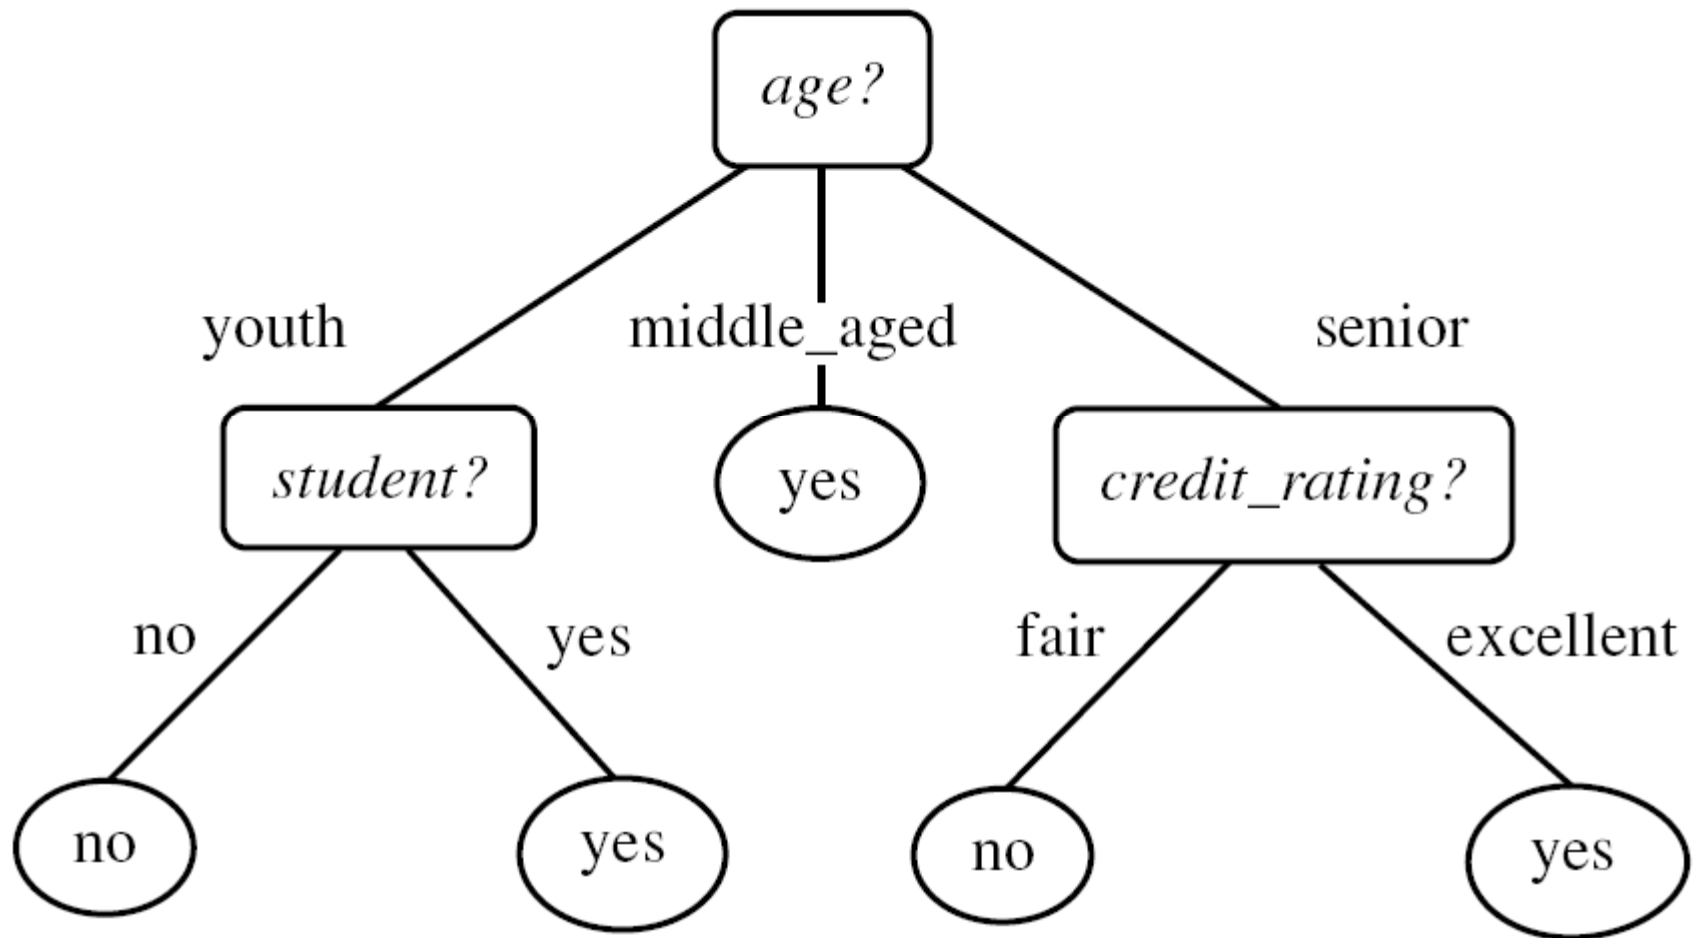 age?
youth
middle_aged
senior
student?
yes
credit_rating?
no
yes
fair
excellent
no
yes
no
yes